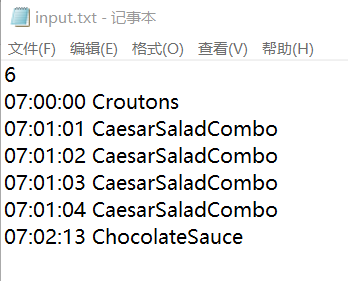 input.txt - 记事本
文件(F) 编辑(E) 格式(O) 查看(V) 帮助(H)
6
07:00:00 Croutons
07:01:01 CaesarSaladCombo
07:01:02 CaesarSaladCombo
07:01:03 CaesarSaladCombo
07:01:04 CaesarSaladCombo
07:02:13 ChocolateSauce